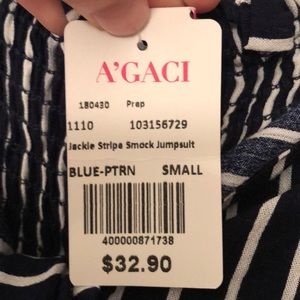 A'GACI
180430 Prep
1110 103156729
Jackie Stripe Smock Jumpsuit
BLUE-PTRN SMALL
400000871738
$32.90